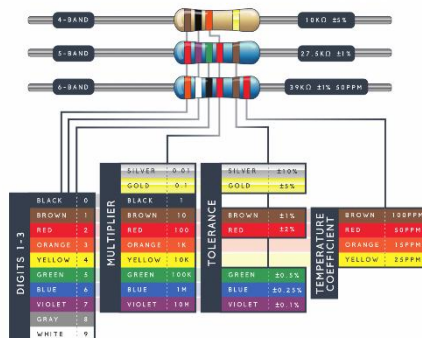 4-BAND 10KΩ ±5%
5-BAND 27.5KΩ ±1%
6-BAND 39KΩ ±1% 50PPM
DIGITS 1-3
BLACK 0
BROWN 1
RED 2
ORANGE 3
YELLOW 4
GREEN 5
BLUE 6
VIOLET 7
GRAY 8
WHITE 9
MULTIPLIER
SILVER 0.01
GOLD 0.1
BLACK 1
BROWN 10
RED 100
ORANGE 1K
YELLOW 10K
GREEN 100K
BLUE 1M
VIOLET 10M
TOLERANCE
SILVER ±10%
GOLD ±5%
BROWN ±1%
RED ±2%
GREEN ±0.5%
BLUE ±0.25%
VIOLET ±0.1%
TEMPERATURE
COEFFICIENT
BROWN 100PPM
RED 50PPM
ORANGE 15PPM
YELLOW 25PPM